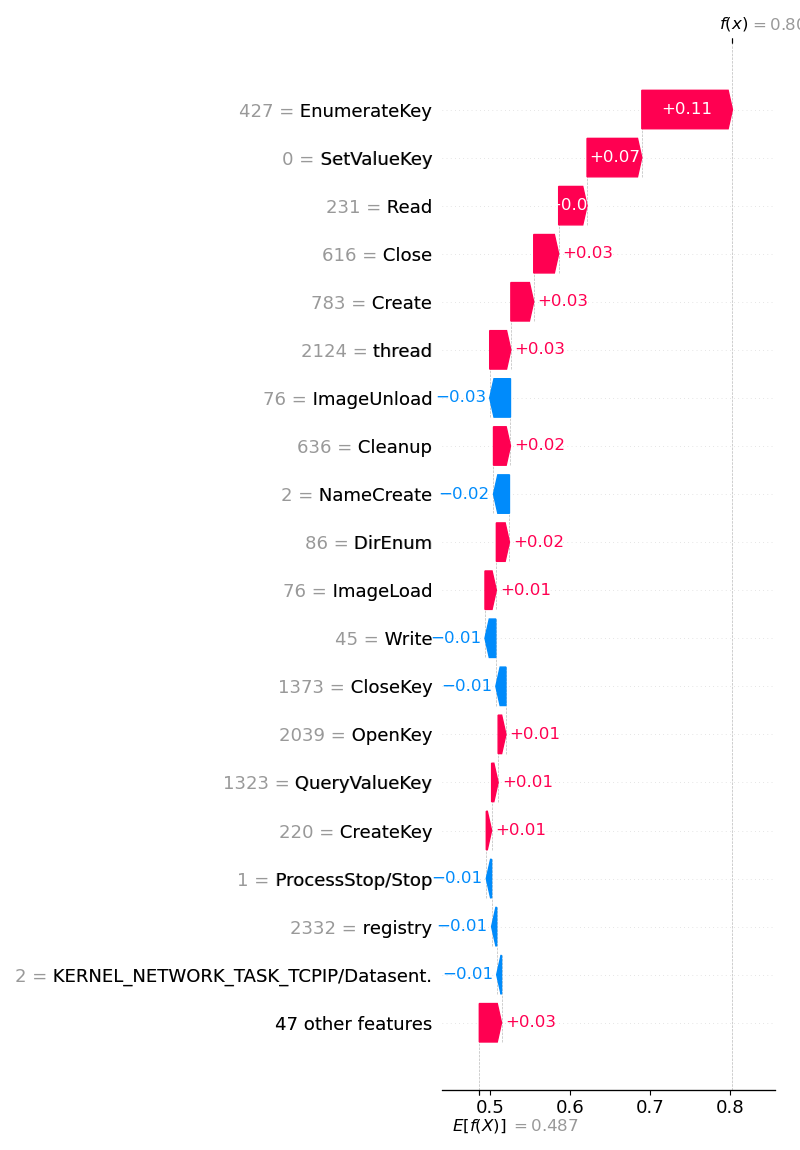 f(x) = 0.80
427 = EnumerateKey +0.11
0 = SetValueKey +0.07
231 = Read
616 = Close +0.03
783 = Create +0.03
2124 = thread +0.03
76 = ImageUnload −0.03
636 = Cleanup +0.02
2 = NameCreate −0.02
86 = DirEnum +0.02
76 = ImageLoad +0.01
45 = Write −0.01
1373 = CloseKey −0.01
2039 = OpenKey +0.01
1323 = QueryValueKey +0.01
220 = CreateKey +0.01
1 = ProcessStop/Stop −0.01
2332 = registry −0.01
2 = KERNEL_NETWORK_TASK_TCPIP/Datasent. −0.01
47 other features +0.03
0.5 0.6 0.7 0.8
E[f(X)] = 0.487